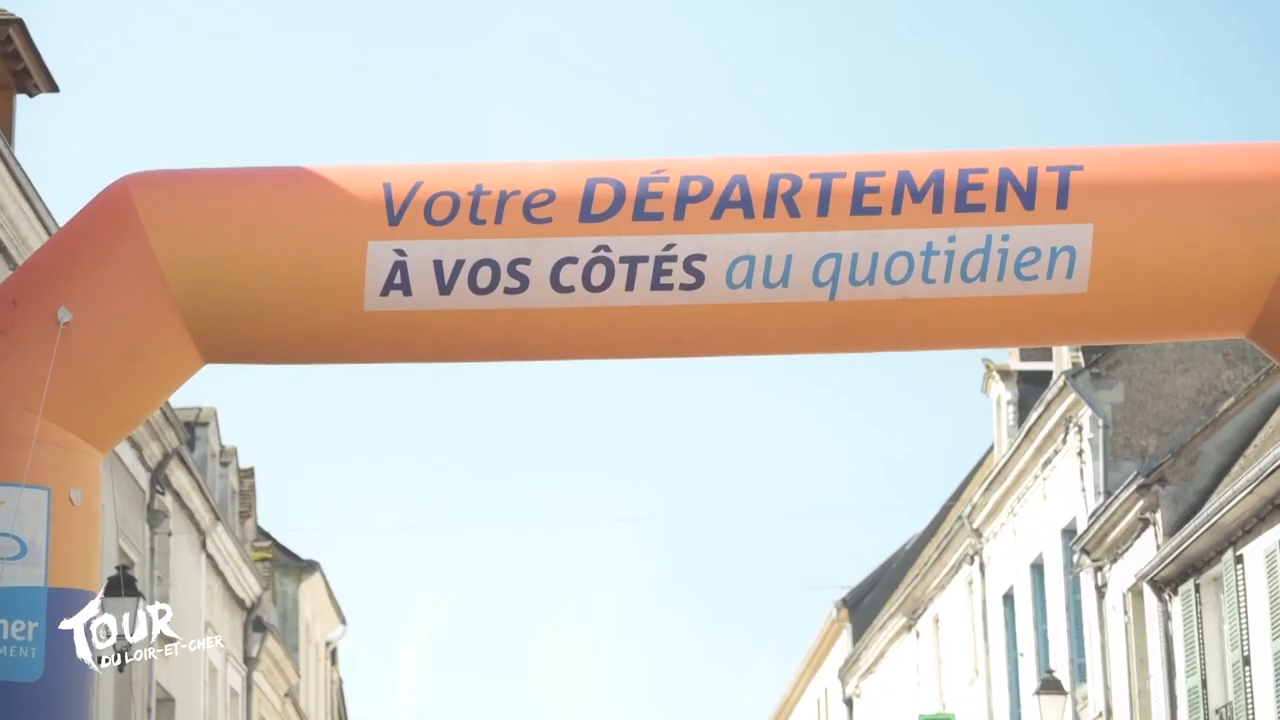 Votre DÉPARTEMENT
À VOS CÔTÉS au quotidien
TOUR
DU LOIR-ET-CHER